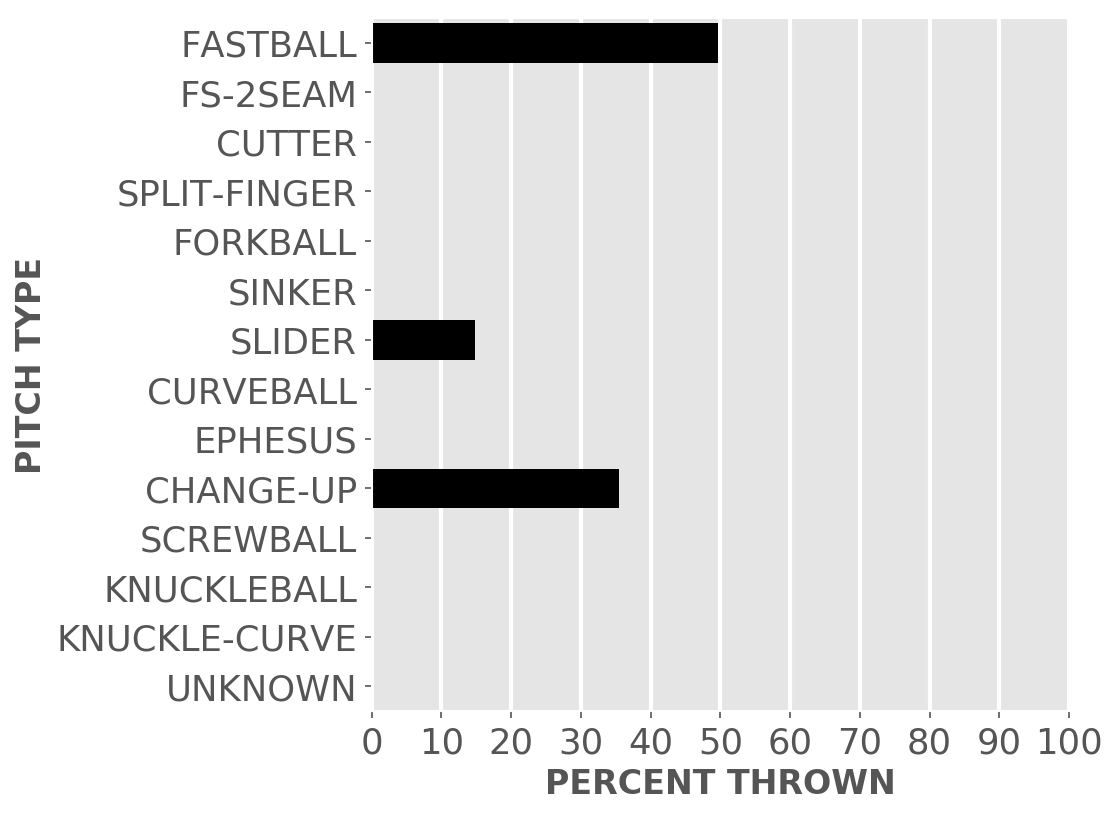 FASTBALL
FS-2SEAM
CUTTER
SPLIT-FINGER
FORKBALL
SINKER
SLIDER
CURVEBALL
EPHESUS
CHANGE-UP
SCREWBALL
KNUCKLEBALL
KNUCKLE-CURVE
UNKNOWN
PITCH TYPE
0 10 20 30 40 50 60 70 80 90 100
PERCENT THROWN